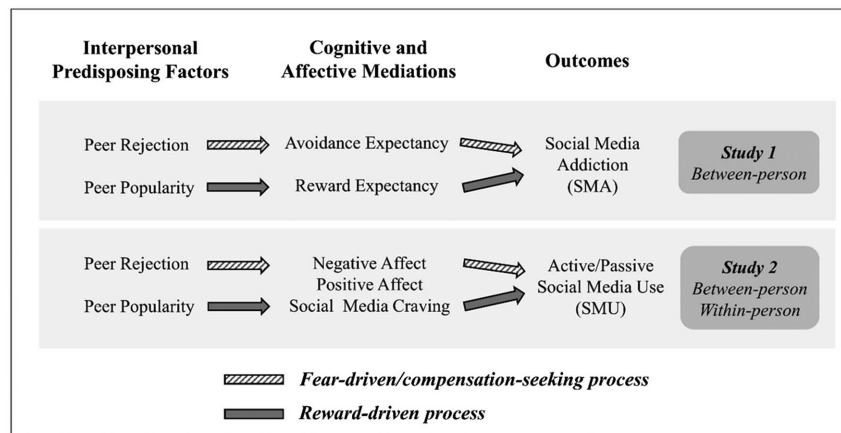 Interpersonal
Predisposing Factors
Cognitive and
Affective Mediations
Outcomes
Peer Rejection
Avoidance Expectancy
Peer Popularity
Reward Expectancy
Social Media
Addiction
(SMA)
Study 1
Between-person
Peer Rejection
Peer Popularity
Negative Affect
Positive Affect
Social Media Craving
Active/Passive
Social Media Use
(SMU)
Study 2
Between-person
Within-person
Fear-driven/compensation-seeking process
Reward-driven process